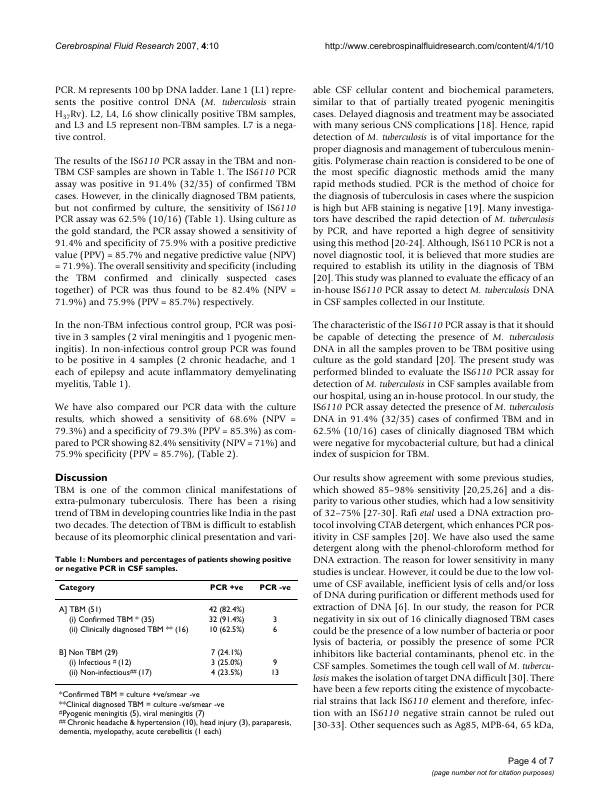 Cerebrospinal Fluid Research 2007, 4:10
http://www.cerebrospinalfluidresearch.com/content/4/1/10
PCR. M represents 100 bp DNA ladder. Lane 1 (L1) repre-
sents the positive control DNA (M. tuberculosis strain
H37Rv). L2, L4, L6 show clinically positive TBM samples,
and L3 and L5 represent non-TBM samples. L7 is a nega-
tive control.
The results of the IS6110 PCR assay in the TBM and non-
TBM CSF samples are shown in Table 1. The IS6110 PCR
assay was positive in 91.4% (32/35) of confirmed TBM
cases. However, in the clinically diagnosed TBM patients,
but not confirmed by culture, the sensitivity of IS6110
PCR assay was 62.5% (10/16) (Table 1). Using culture as
the gold standard, the PCR assay showed a sensitivity of
91.4% and specificity of 75.9% with a positive predictive
value (PPV) = 85.7% and negative predictive value (NPV)
= 71.9%). The overall sensitivity and specificity (including
the TBM confirmed and clinically suspected cases
together) of PCR was thus found to be 82.4% (NPV =
71.9%) and 75.9% (PPV = 85.7%) respectively.
In the non-TBM infectious control group, PCR was posi-
tive in 3 samples (2 viral meningitis and 1 pyogenic men-
ingitis). In non-infectious control group PCR was found
to be positive in 4 samples (2 chronic headache, and 1
each of epilepsy and acute inflammatory demyelinating
myelitis, Table 1).
We have also compared our PCR data with the culture
results, which showed a sensitivity of 68.6% (NPV =
79.3%) and a specificity of 79.3% (PPV = 85.3%) as com-
pared to PCR showing 82.4% sensitivity (NPV = 71%) and
75.9% specificity (PPV = 85.7%), (Table 2).
Discussion
TBM is one of the common clinical manifestations of
extra-pulmonary tuberculosis. There has been a rising
trend of TBM in developing countries like India in the past
two decades. The detection of TBM is difficult to establish
because of its pleomorphic clinical presentation and vari-
Table 1: Numbers and percentages of patients showing positive
or negative PCR in CSF samples.
Category PCR +ve PCR -ve
A] TBM (51) 42 (82.4%)
(i) Confirmed TBM * (35) 32 (91.4%) 3
(ii) Clinically diagnosed TBM ** (16) 10 (62.5%) 6
B] Non TBM (29) 7 (24.1%)
(i) Infectious # (12) 3 (25.0%) 9
(ii) Non-infectious## (17) 4 (23.5%) 13
*Confirmed TBM = culture +ve/smear -ve
**Clinical diagnosed TBM = culture -ve/smear -ve
#Pyogenic meningitis (5), viral meningitis (7)
## Chronic headache & hypertension (10), head injury (3), paraparesis,
dementia, myelopathy, acute cerebellitis (1 each)
able CSF cellular content and biochemical parameters,
similar to that of partially treated pyogenic meningitis
cases. Delayed diagnosis and treatment may be associated
with many serious CNS complications [18]. Hence, rapid
detection of M. tuberculosis is of vital importance for the
proper diagnosis and management of tuberculous menin-
gitis. Polymerase chain reaction is considered to be one of
the most specific diagnostic methods amid the many
rapid methods studied. PCR is the method of choice for
the diagnosis of tuberculosis in cases where the suspicion
is high but AFB staining is negative [19]. Many investiga-
tors have described the rapid detection of M. tuberculosis
by PCR, and have reported a high degree of sensitivity
using this method [20-24]. Although, IS6110 PCR is not a
novel diagnostic tool, it is believed that more studies are
required to establish its utility in the diagnosis of TBM
[20]. This study was planned to evaluate the efficacy of an
in-house IS6110 PCR assay to detect M. tuberculosis DNA
in CSF samples collected in our Institute.
The characteristic of the IS6110 PCR assay is that it should
be capable of detecting the presence of M. tuberculosis
DNA in all the samples proven to be TBM positive using
culture as the gold standard [20]. The present study was
performed blinded to evaluate the IS6110 PCR assay for
detection of M. tuberculosis in CSF samples available from
our hospital, using an in-house protocol. In our study, the
IS6110 PCR assay detected the presence of M. tuberculosis
DNA in 91.4% (32/35) cases of confirmed TBM and in
62.5% (10/16) cases of clinically diagnosed TBM which
were negative for mycobacterial culture, but had a clinical
index of suspicion for TBM.
Our results show agreement with some previous studies,
which showed 85–98% sensitivity [20,25,26] and a dis-
parity to various other studies, which had a low sensitivity
of 32–75% [27-30]. Rafi etal used a DNA extraction pro-
tocol involving CTAB detergent, which enhances PCR pos-
itivity in CSF samples [20]. We have also used the same
detergent along with the phenol-chloroform method for
DNA extraction. The reason for lower sensitivity in many
studies is unclear. However, it could be due to the low vol-
ume of CSF available, inefficient lysis of cells and/or loss
of DNA during purification or different methods used for
extraction of DNA [6]. In our study, the reason for PCR
negativity in six out of 16 clinically diagnosed TBM cases
could be the presence of a low number of bacteria or poor
lysis of bacteria, or possibly the presence of some PCR
inhibitors like bacterial contaminants, phenol etc. in the
CSF samples. Sometimes the tough cell wall of M. tubercu-
losis makes the isolation of target DNA difficult [30]. There
have been a few reports citing the existence of mycobacte-
rial strains that lack IS6110 element and therefore, infec-
tion with an IS6110 negative strain cannot be ruled out
[30-33]. Other sequences such as Ag85, MPB-64, 65 kDa,
Page 4 of 7
(page number not for citation purposes)